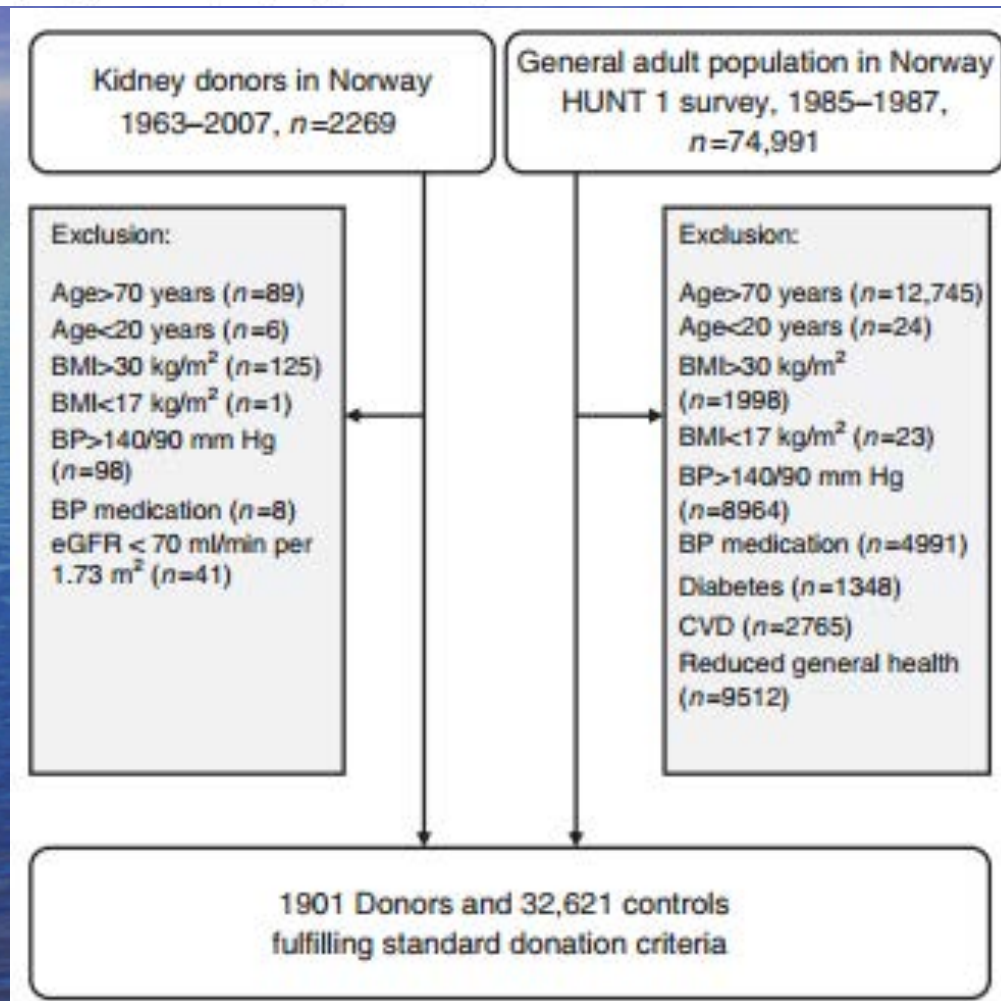 Kidney donors in Norway
1963–2007, n=2269
General adult population in Norway
HUNT 1 survey, 1985–1987,
n=74,991
Exclusion:
Age>70 years (n=89)
Age<20 years (n=6)
BMI>30 kg/m² (n=125)
BMI<17 kg/m² (n=1)
BP>140/90 mm Hg
(n=98)
BP medication (n=8)
eGFR < 70 ml/min per
1.73 m² (n=41)
Exclusion:
Age>70 years (n=12,745)
Age<20 years (n=24)
BMI>30 kg/m²
(n=1998)
BMI<17 kg/m² (n=23)
BP>140/90 mm Hg
(n=8964)
BP medication (n=4991)
Diabetes (n=1348)
CVD (n=2765)
Reduced general health
(n=9512)
1901 Donors and 32,621 controls
fulfilling standard donation criteria